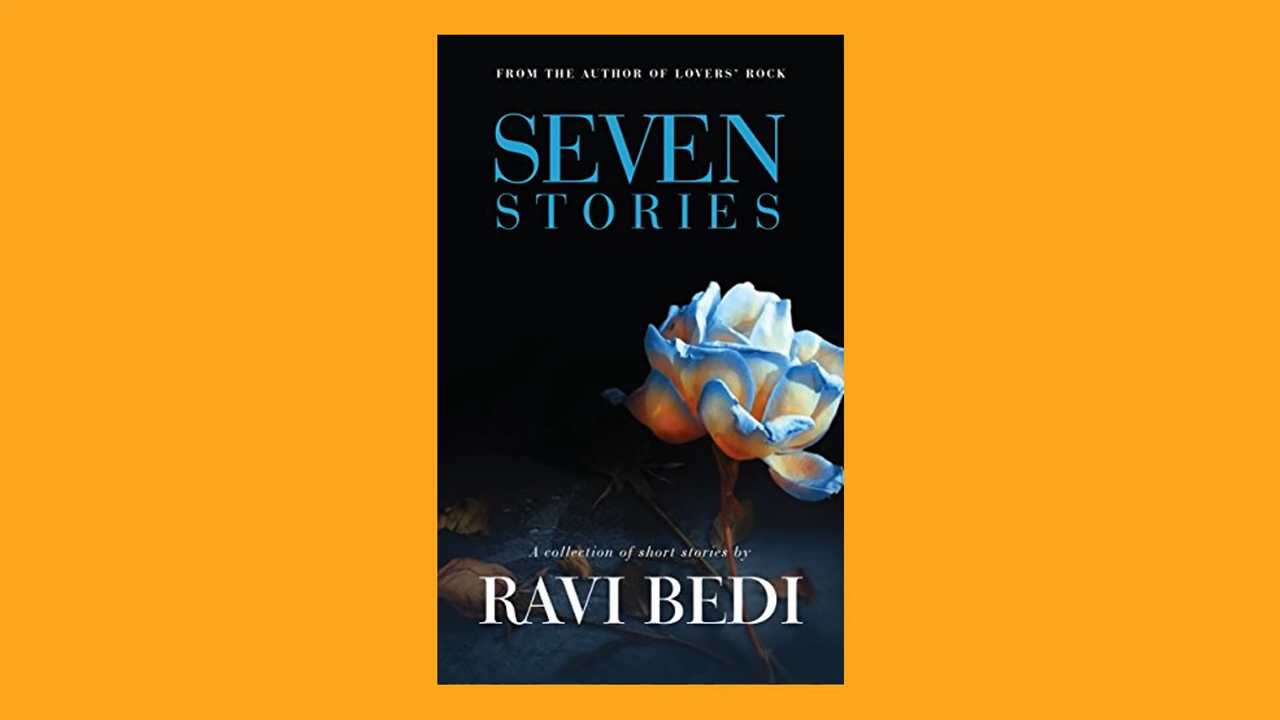 FROM THE AUTHOR OF LOVERS' ROCK
SEVEN
STORIES
A collection of short stories by
RAVI BEDI